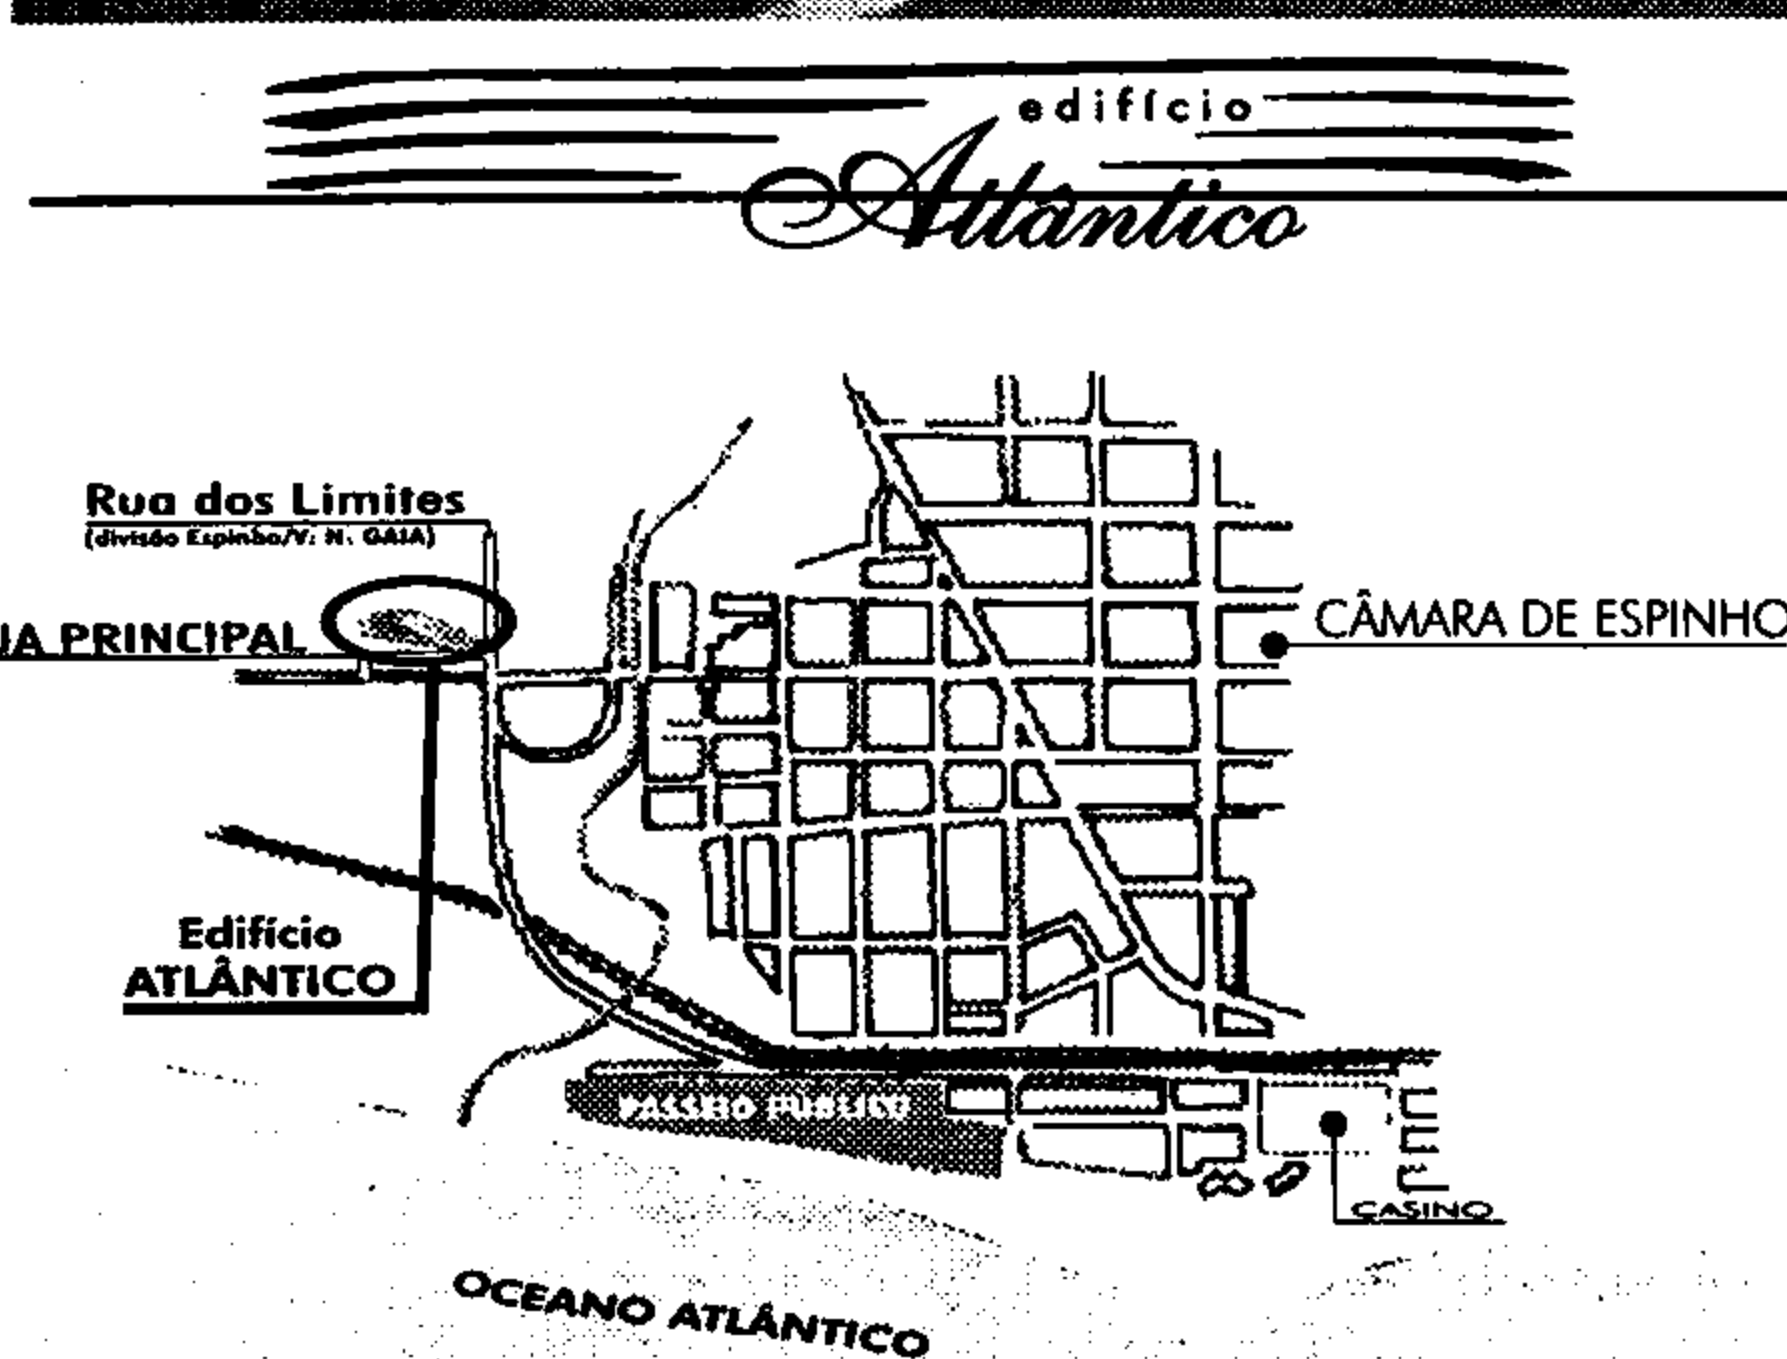 edifício
Atlântico
Rua dos Limites
(divisão Espinho/V. N. GAIA)
UA PRINCIPAL
CÂMARA DE ESPINHO
Edifício
ATLÂNTICO
PASSEIO PÚBLICO
CASINO
OCEANO ATLÂNTICO